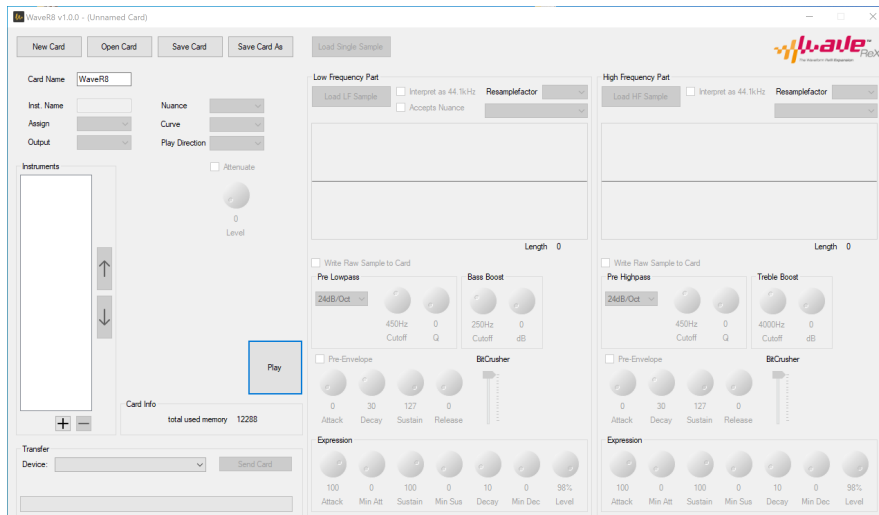 WaveR8 v1.0.0 - (Unnamed Card)
New Card Open Card Save Card Save Card As Load Single Sample
wave ReX
Card Name WaveR8
Inst. Name Nuance
Assign Curve
Output Play Direction
Instruments
Attenuate
0
Level
Play
Card Info
total used memory 12288
Transfer
Device: Send Card
Low Frequency Part
Load LF Sample Interpret as 44.1kHz Resamplefactor
Accepts Nuance
Length 0
Write Raw Sample to Card
Pre Lowpass Bass Boost
24dB/Oct
450Hz 0 250Hz 0
Cutoff Q Cutoff dB
Pre-Envelope BitCrusher
0 30 127 0
Attack Decay Sustain Release
Expression
100 0 100 0 10 0 98%
Attack Min Att Sustain Min Sus Decay Min Dec Level
High Frequency Part
Load HF Sample Interpret as 44.1kHz Resamplefactor
Length 0
Write Raw Sample to Card
Pre Highpass Treble Boost
24dB/Oct
450Hz 0 4000Hz 0
Cutoff Q Cutoff dB
Pre-Envelope BitCrusher
0 30 127 0
Attack Decay Sustain Release
Expression
100 0 100 0 10 0 98%
Attack Min Att Sustain Min Sus Decay Min Dec Level